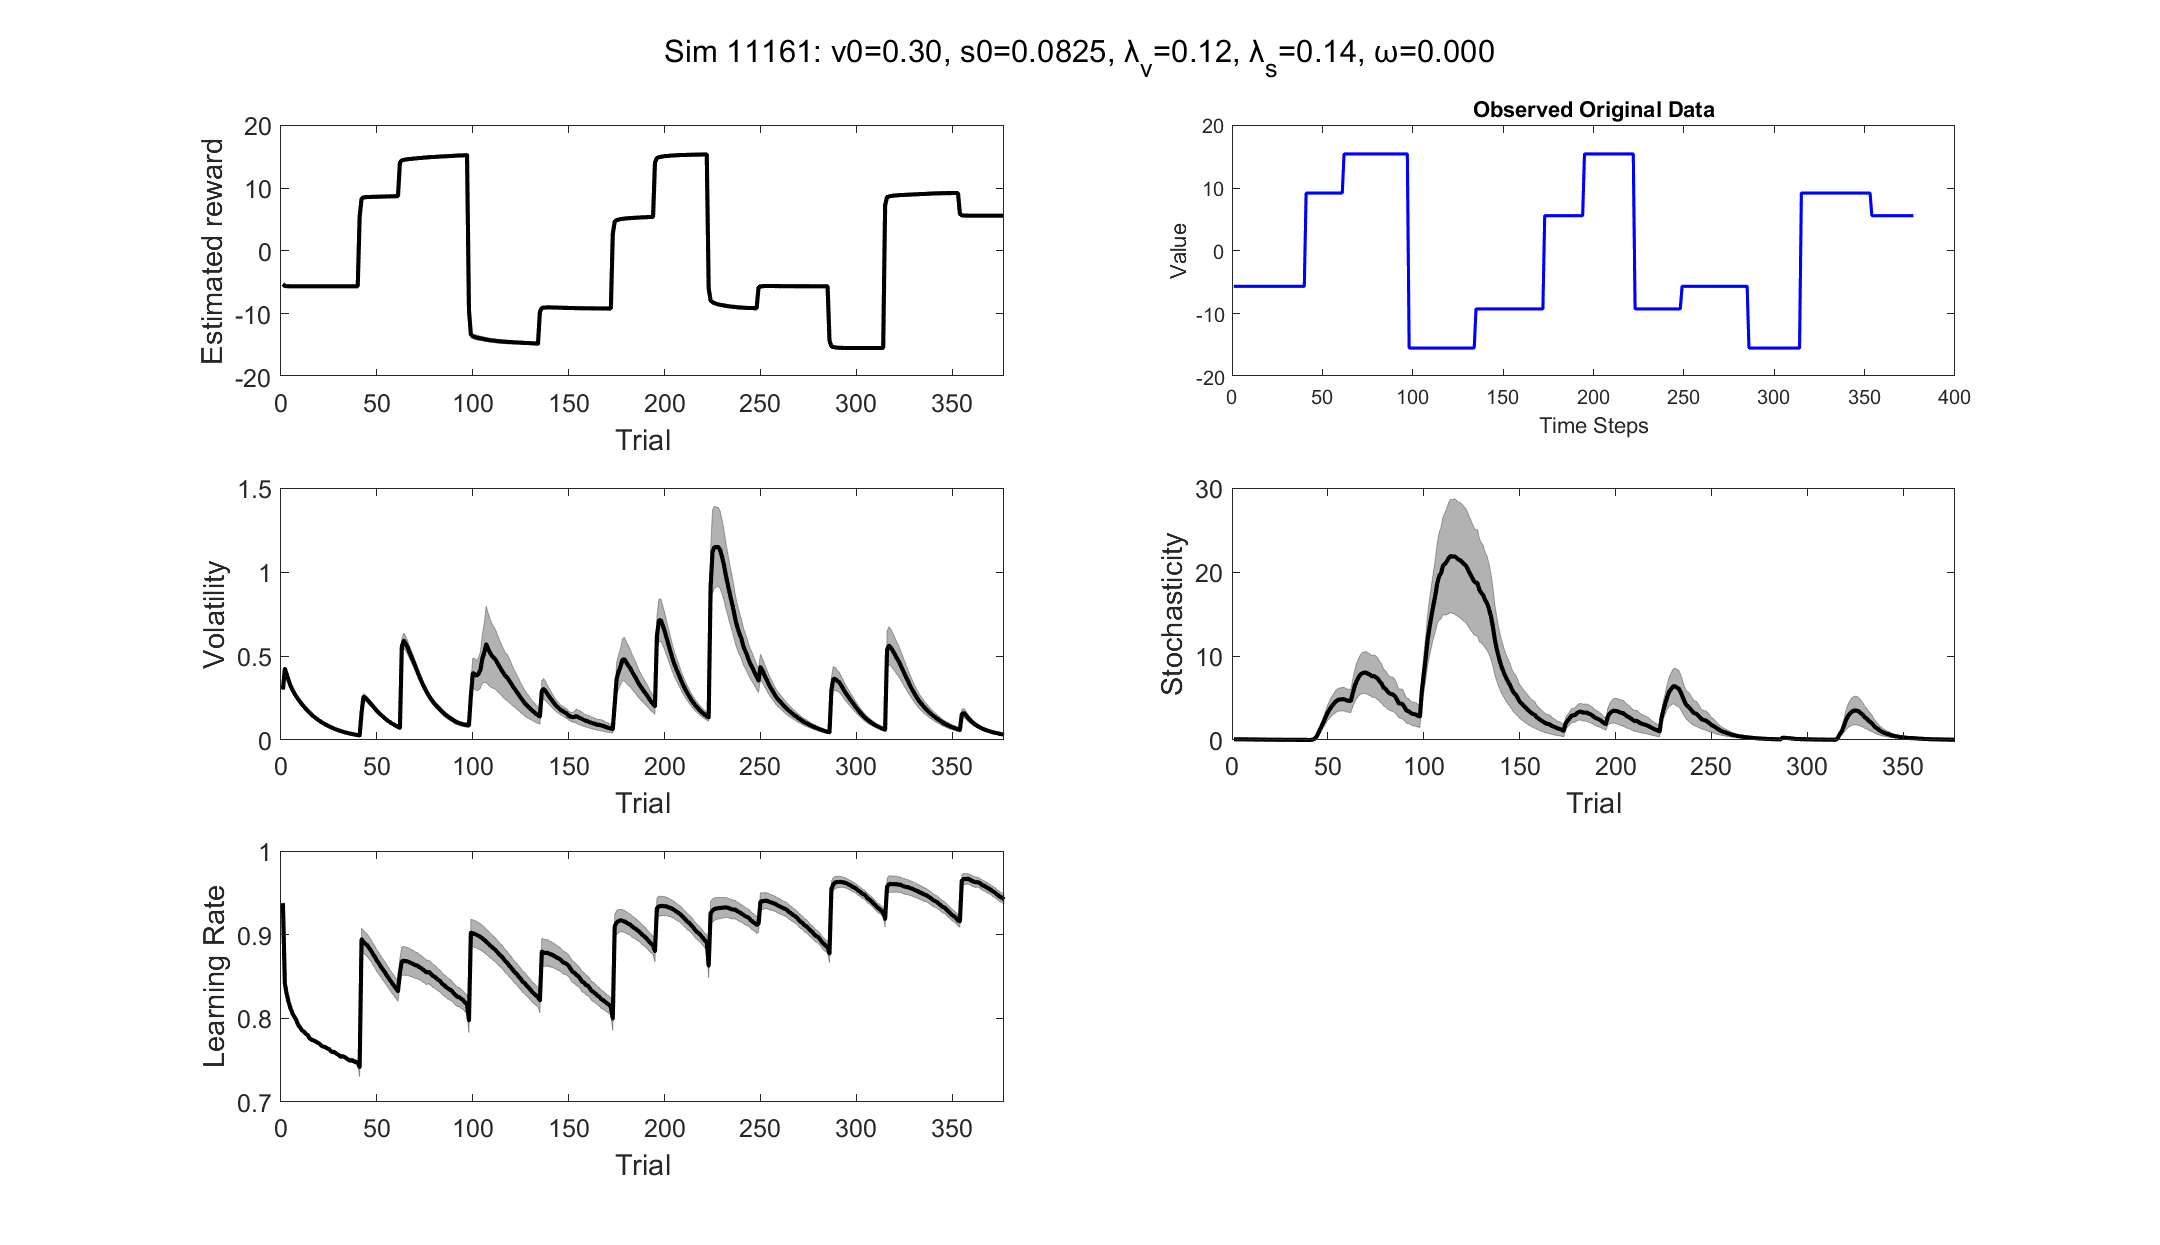 Sim 11161: v0=0.30, s0=0.0825, λ_v=0.12, λ_s=0.14, ω=0.000
Estimated reward
20
10
0
-10
-20
0 50 100 150 200 250 300 350
Trial
Observed Original Data
Value
20
10
0
-10
-20
0 50 100 150 200 250 300 350 400
Time Steps
Volatility
1.5
1
0.5
0
0 50 100 150 200 250 300 350
Trial
Stochasticity
30
20
10
0
0 50 100 150 200 250 300 350
Trial
Learning Rate
1
0.9
0.8
0.7
0 50 100 150 200 250 300 350
Trial